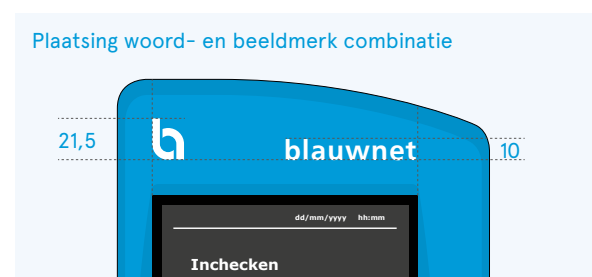 Plaatsing woord- en beeldmerk combinatie
21,5
blauwnet
10
dd/mm/yyyy hh:mm
Inchecken